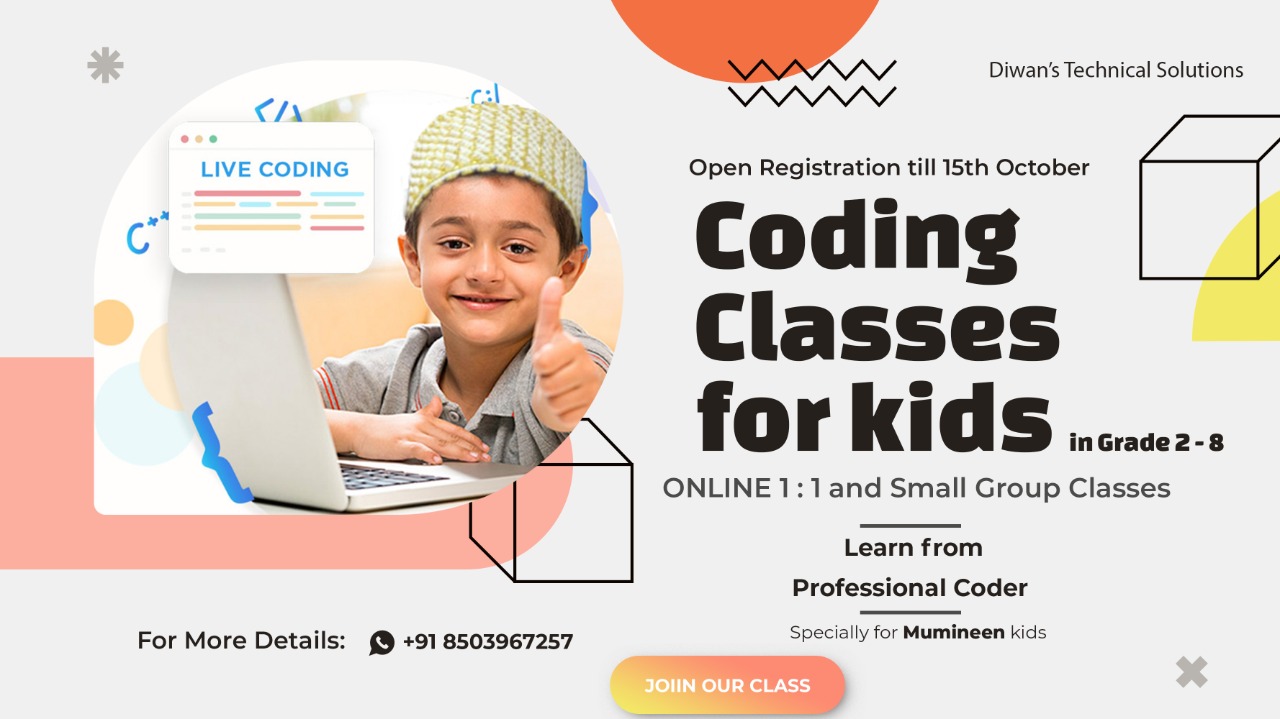 Diwan's Technical Solutions
</>
C:\
LIVE CODING
C++
{
Open Registration till 15th October
Coding
Classes
for kids in Grade 2 - 8
ONLINE 1 : 1 and Small Group Classes
Learn from
Professional Coder
Specially for Mumineen kids
For More Details: +91 8503967257
JOIIN OUR CLASS